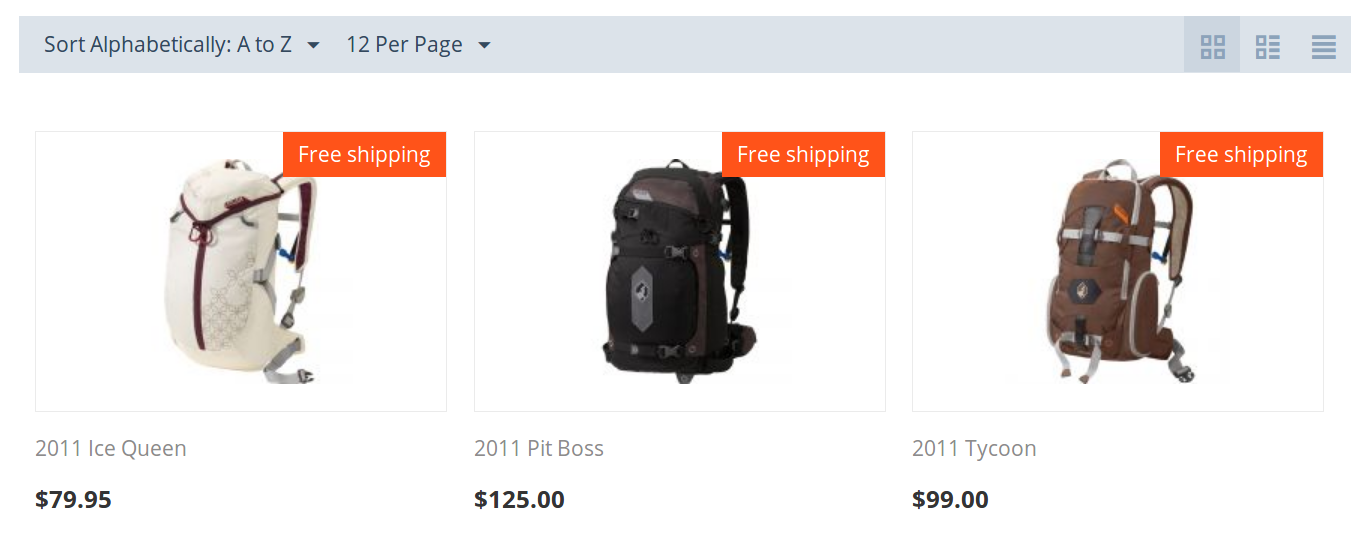 Sort Alphabetically: A to Z 12 Per Page
Free shipping Free shipping Free shipping
2011 Ice Queen 2011 Pit Boss 2011 Tycoon
$79.95 $125.00 $99.00